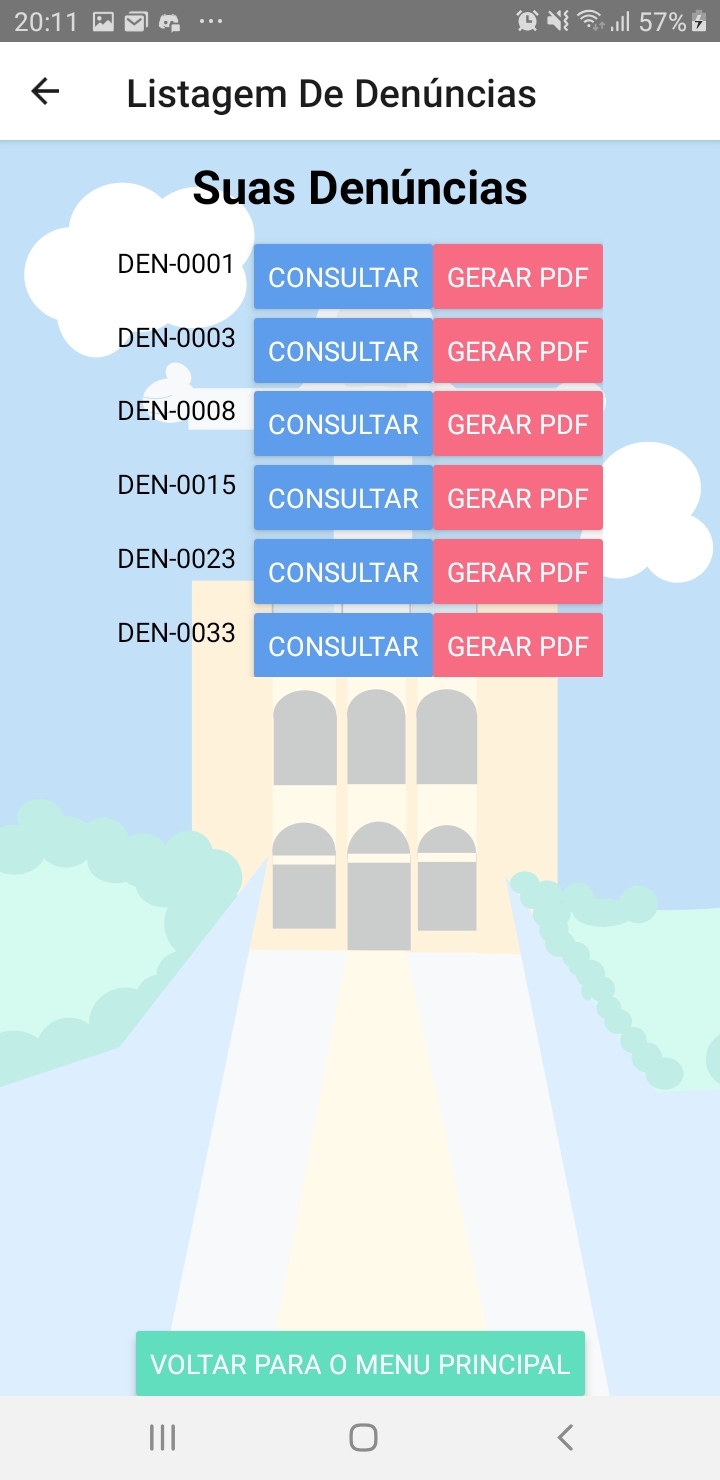 20:11 57%
Listagem De Denúncias
Suas Denúncias
DEN-0001 CONSULTAR GERAR PDF
DEN-0003 CONSULTAR GERAR PDF
DEN-0008 CONSULTAR GERAR PDF
DEN-0015 CONSULTAR GERAR PDF
DEN-0023 CONSULTAR GERAR PDF
DEN-0033 CONSULTAR GERAR PDF
VOLTAR PARA O MENU PRINCIPAL